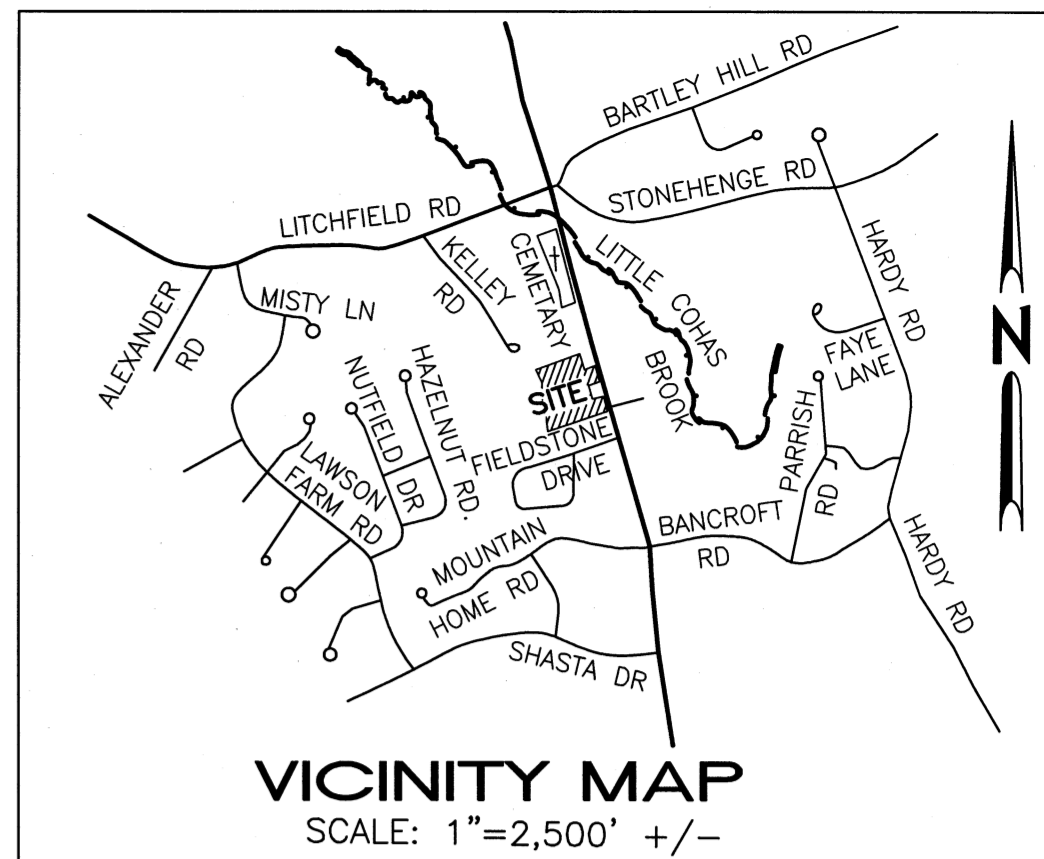 BARTLEY HILL RD
STONEHENGE RD
LITCHFIELD RD
KELLEY
RD
CEMETARY
LITTLE COHAS
BROOK
HARDY RD
ALEXANDER
RD
MISTY LN
FAYE
LANE
N
NUTFIELD DR
HAZELNUT RD.
SITE
FIELDSTONE
DRIVE
PARRISH
RD
LAWSON
FARM RD
MOUNTAIN
HOME RD
BANCROFT
RD
HARDY RD
SHASTA DR
VICINITY MAP
SCALE: 1"=2,500' +/-